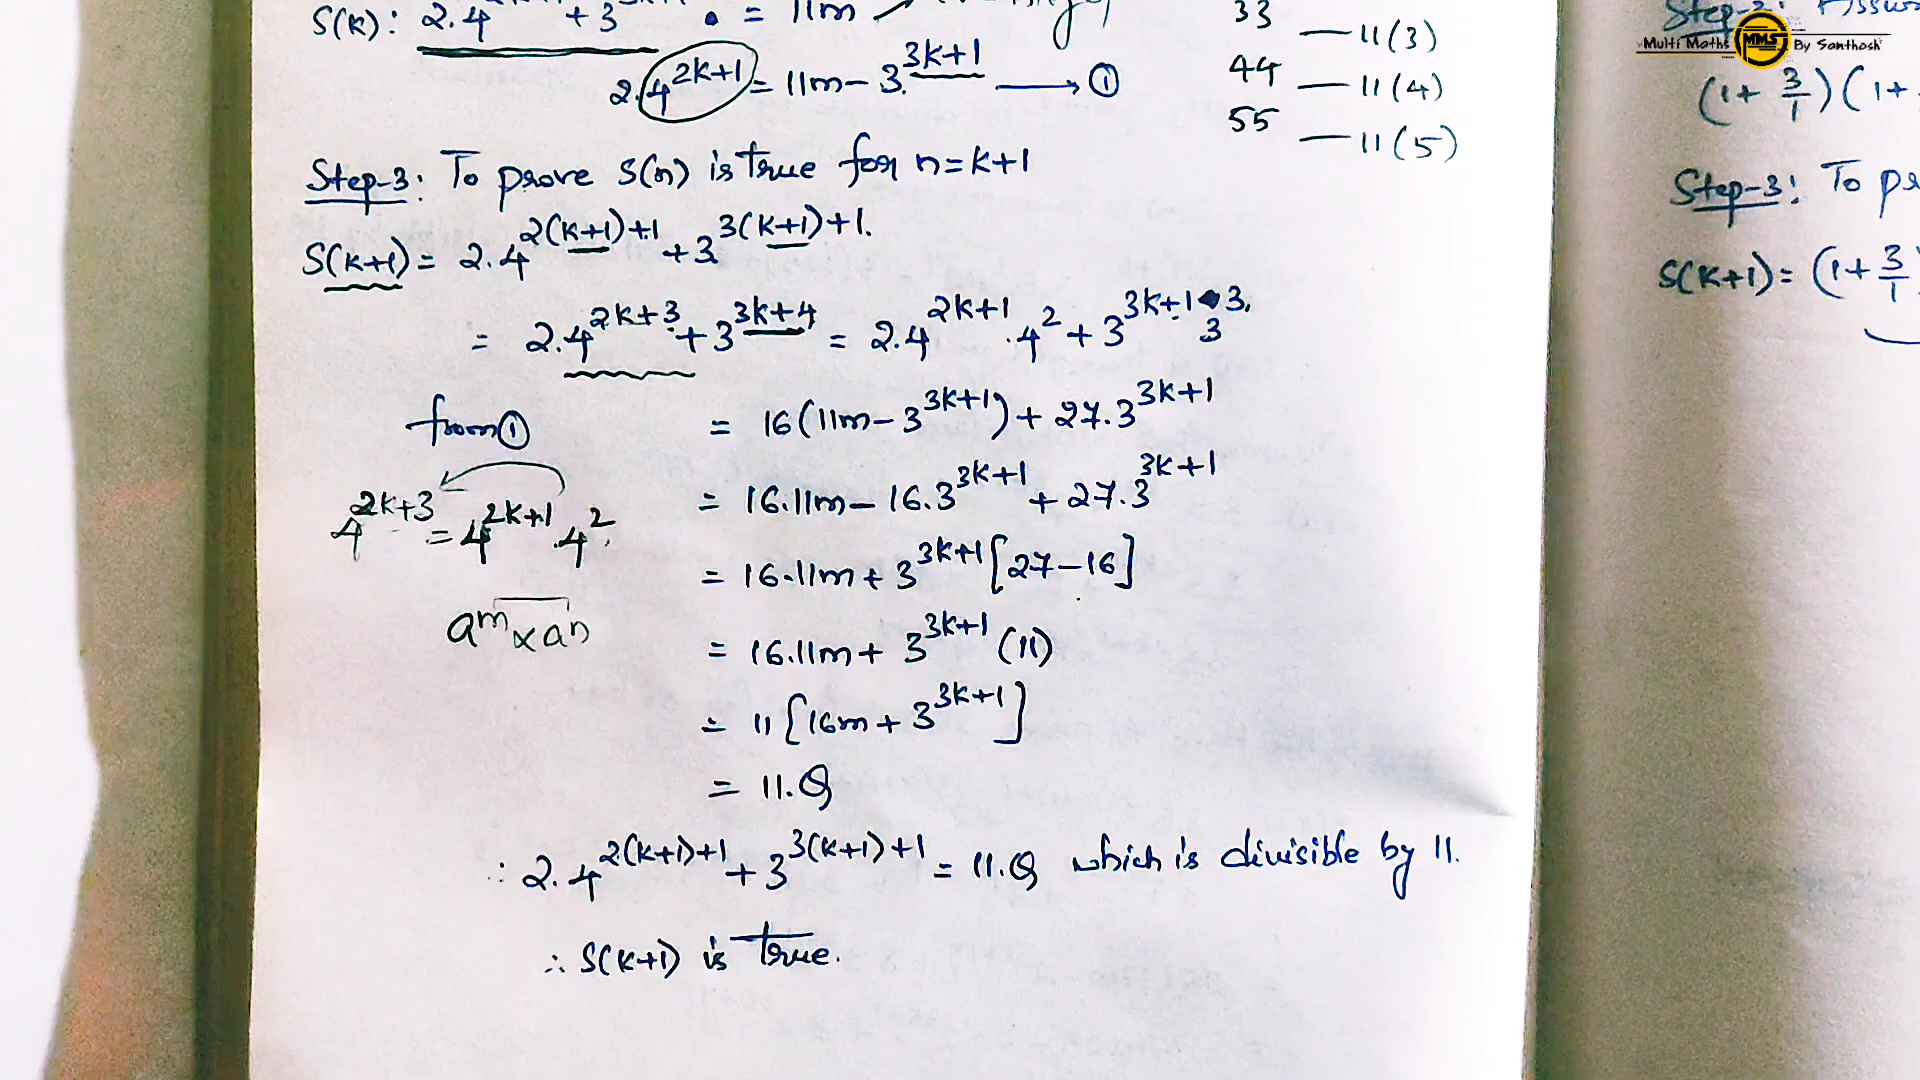 S(k): 2.4 + 3 = 11m
2.4^{2k+1} = 11m - 3^{3k+1} → ①
Step-3: To prove S(n) is true for n=k+1
S(k+1) = 2.4^{2(k+1)+1} + 3^{3(k+1)+1}.
= 2.4^{2k+3} + 3^{3k+4} = 2.4^{2k+1}.4^2 + 3^{3k+1} 3^3.
from ① = 16(11m - 3^{3k+1}) + 27.3^{3k+1}
= 16.11m - 16.3^{3k+1} + 27.3^{3k+1}
4^{2k+3} = 4^{2k+1}.4^2.
= 16.11m + 3^{3k+1}[27-16]
a^m × a^n
= 16.11m + 3^{3k+1}(11)
= 11[16m + 3^{3k+1}]
= 11.Q
∴ 2.4^{2(k+1)+1} + 3^{3(k+1)+1} = 11.Q which is divisible by 11.
∴ S(k+1) is true.
33 — 11(3)
44 — 11(4)
55 — 11(5)
Step-2:
Multi Maths MMS By Santhosh
(1+3/1)(1+
Step-3: To
S(k+1) = (1+3/1)